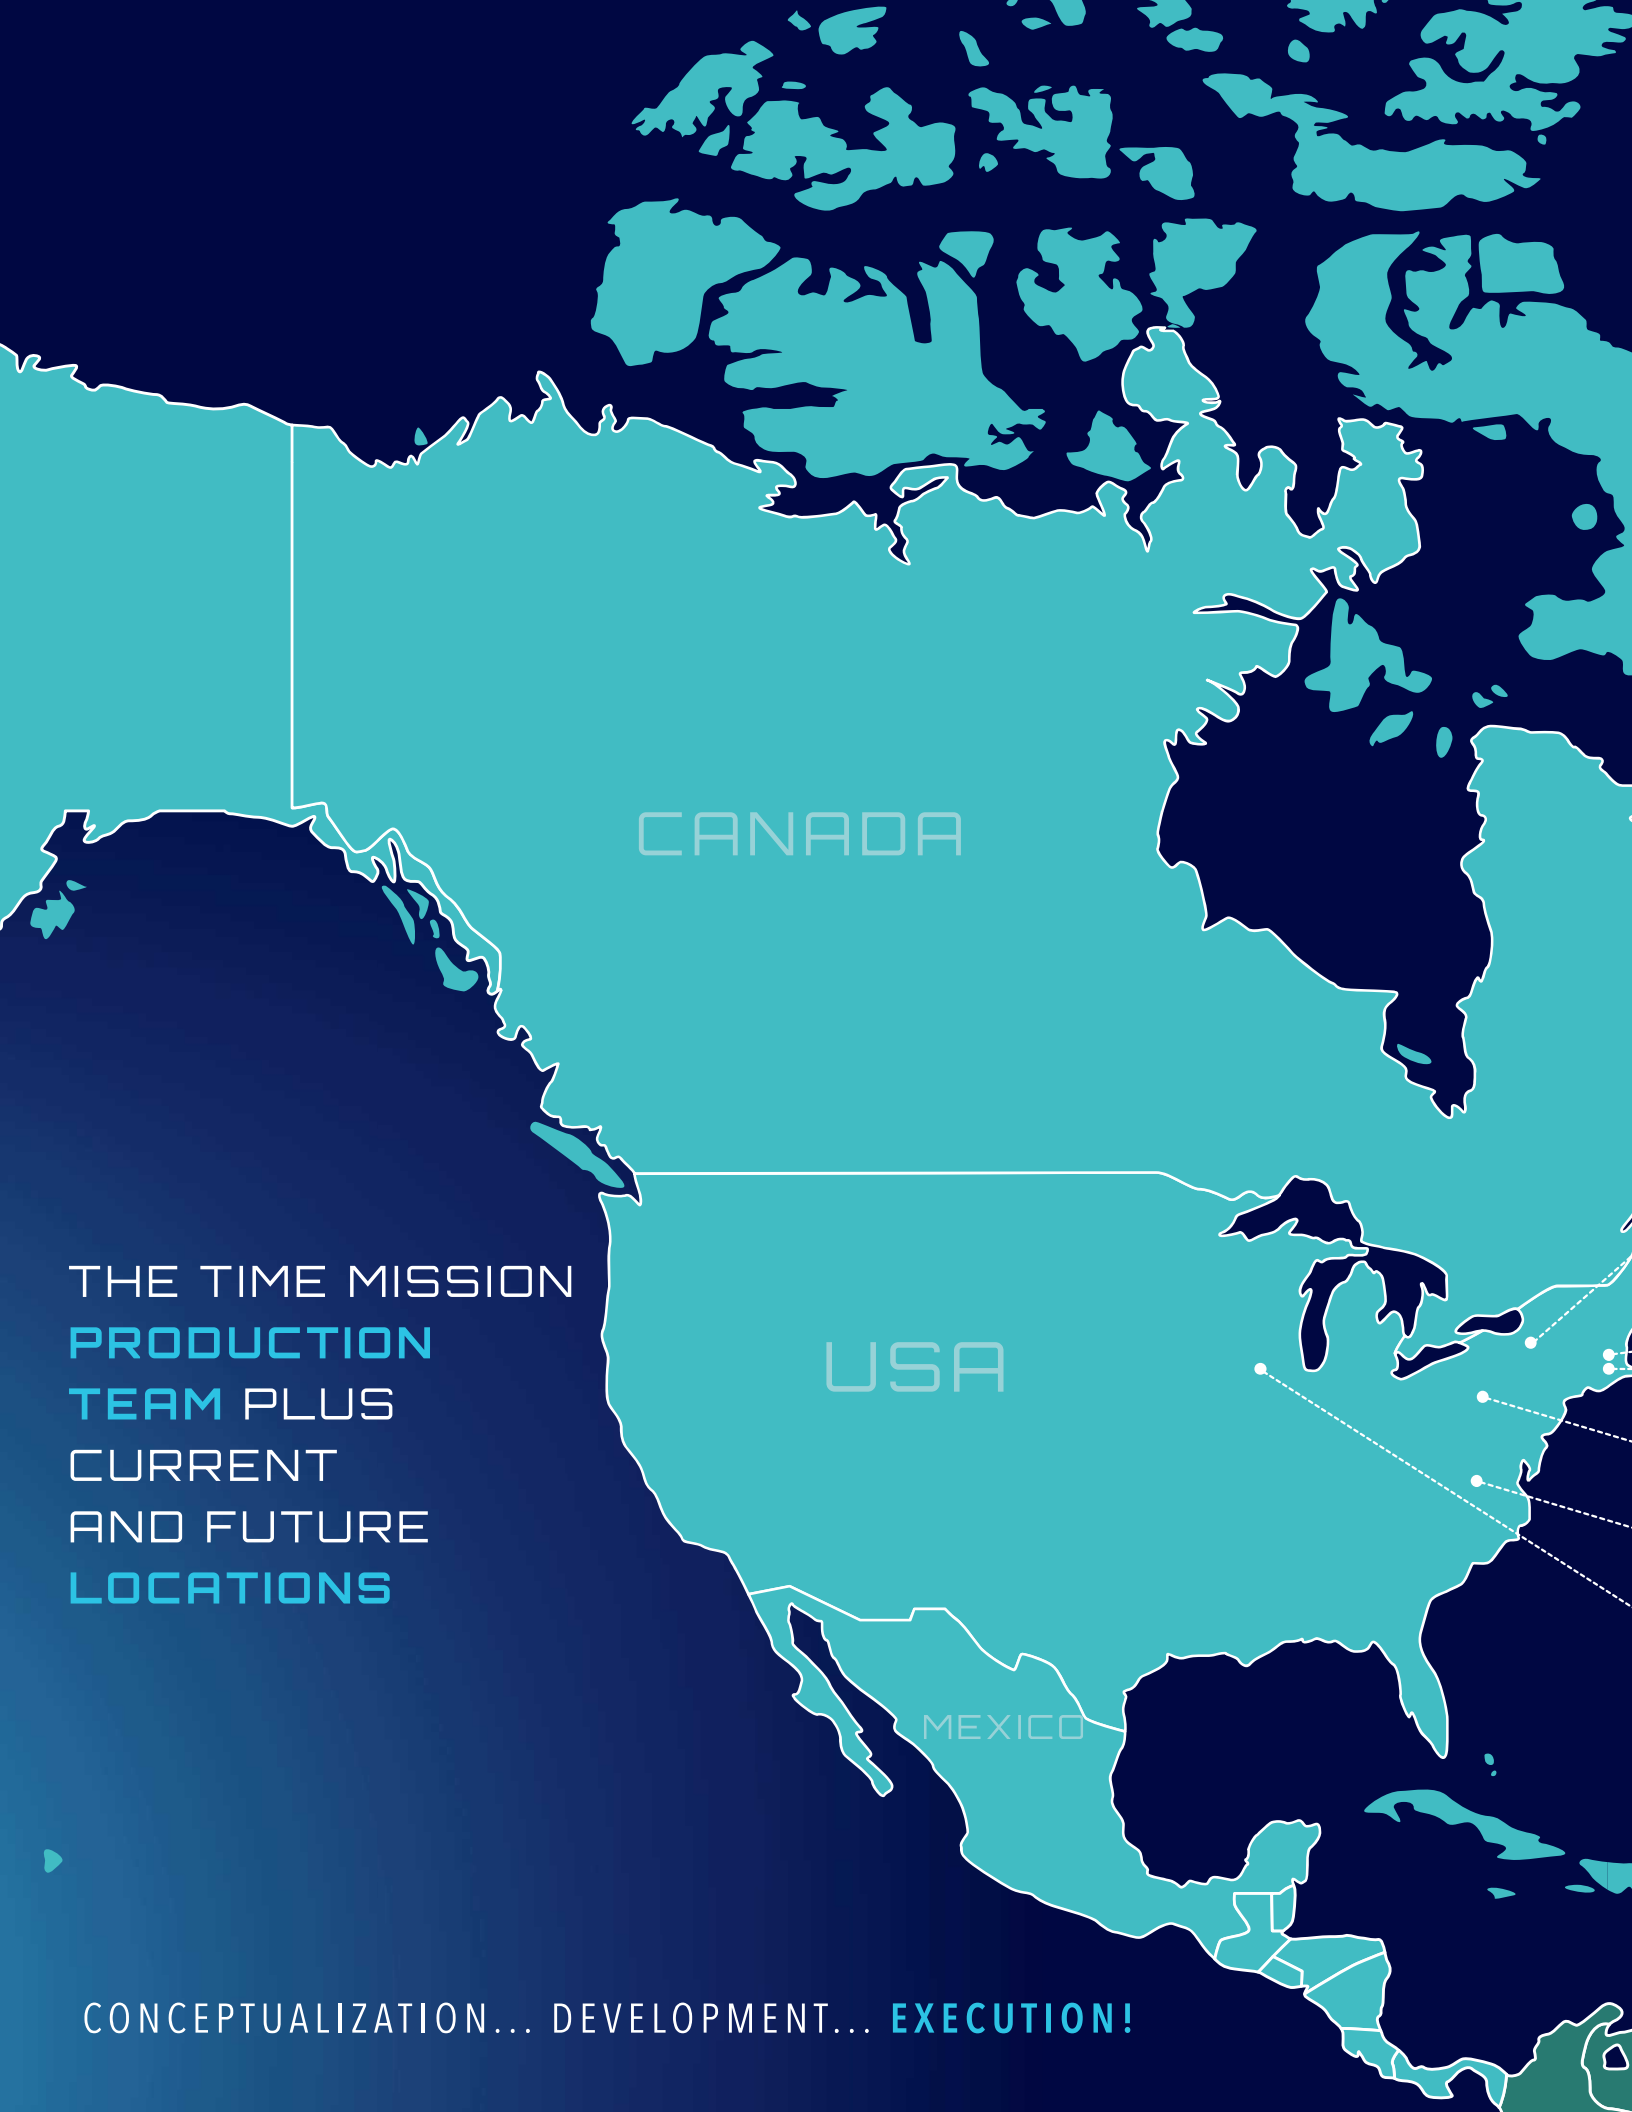 CANADA
USA
THE TIME MISSION
PRODUCTION
TEAM PLUS
CURRENT
AND FUTURE
LOCATIONS
MEXICO
CONCEPTUALIZATION... DEVELOPMENT... EXECUTION!